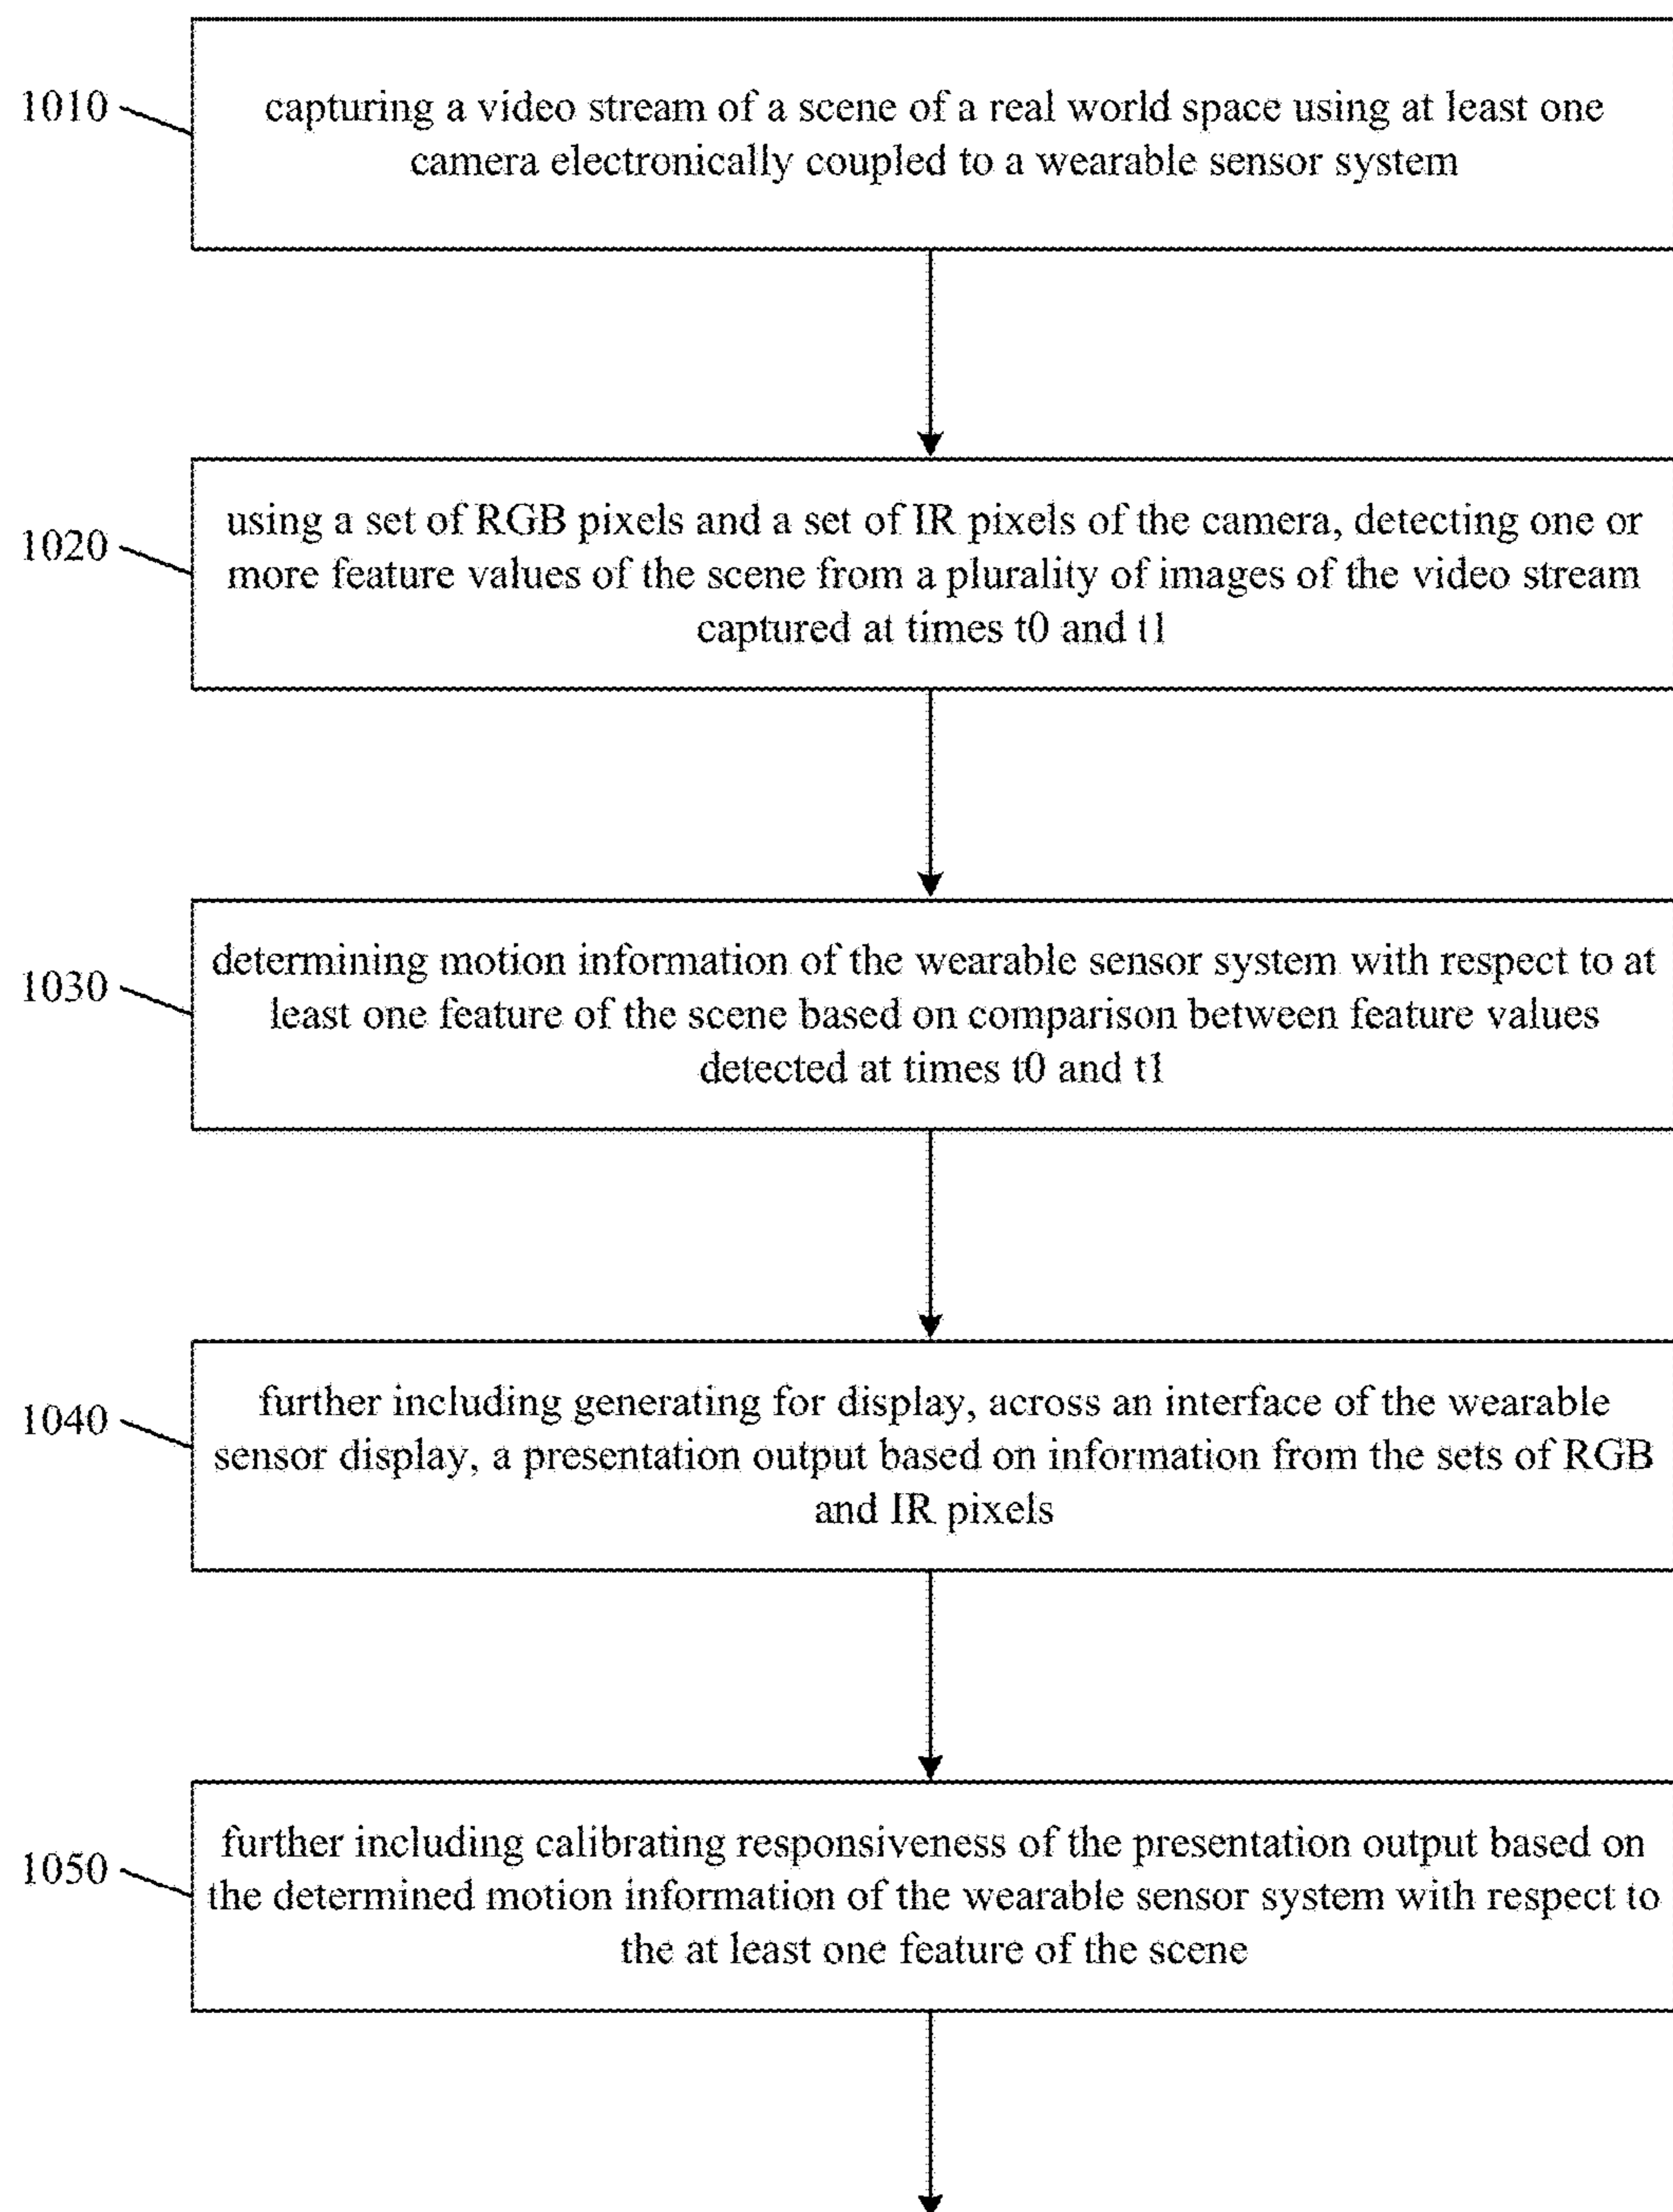 1010
capturing a video stream of a scene of a real world space using at least one
camera electronically coupled to a wearable sensor system
1020
using a set of RGB pixels and a set of IR pixels of the camera, detecting one or
more feature values of the scene from a plurality of images of the video stream
captured at times t0 and t1
1030
determining motion information of the wearable sensor system with respect to at
least one feature of the scene based on comparison between feature values
detected at times t0 and t1
1040
further including generating for display, across an interface of the wearable
sensor display, a presentation output based on information from the sets of RGB
and IR pixels
1050
further including calibrating responsiveness of the presentation output based on
the determined motion information of the wearable sensor system with respect to
the at least one feature of the scene